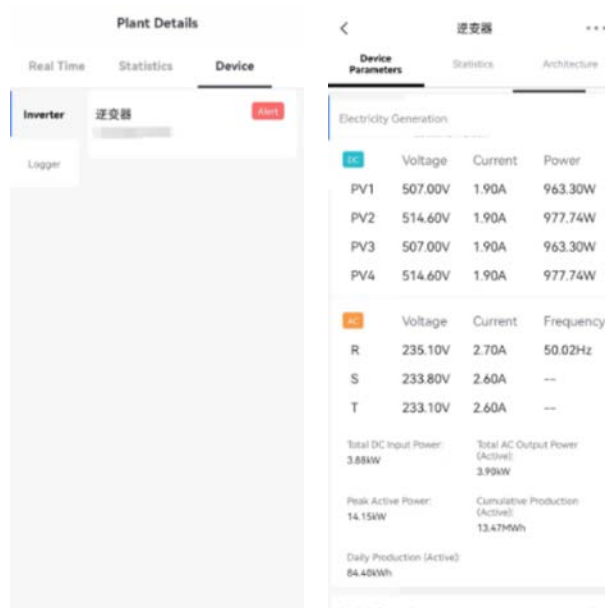 Plant Details
Real Time Statistics Device
Inverter 逆变器 Alert
Logger
逆变器
Device Parameters Statistics Architecture
Electricity Generation
DC Voltage Current Power
PV1 507.00V 1.90A 963.30W
PV2 514.60V 1.90A 977.74W
PV3 507.00V 1.90A 963.30W
PV4 514.60V 1.90A 977.74W
AC Voltage Current Frequency
R 235.10V 2.70A 50.02Hz
S 233.80V 2.60A --
T 233.10V 2.60A --
Total DC Input Power: Total AC Output Power
(Active):
3.88kW
3.90kW
Peak Active Power: Cumulative Production
(Active):
14.15kW
13.47MWh
Daily Production (Active):
84.40kWh